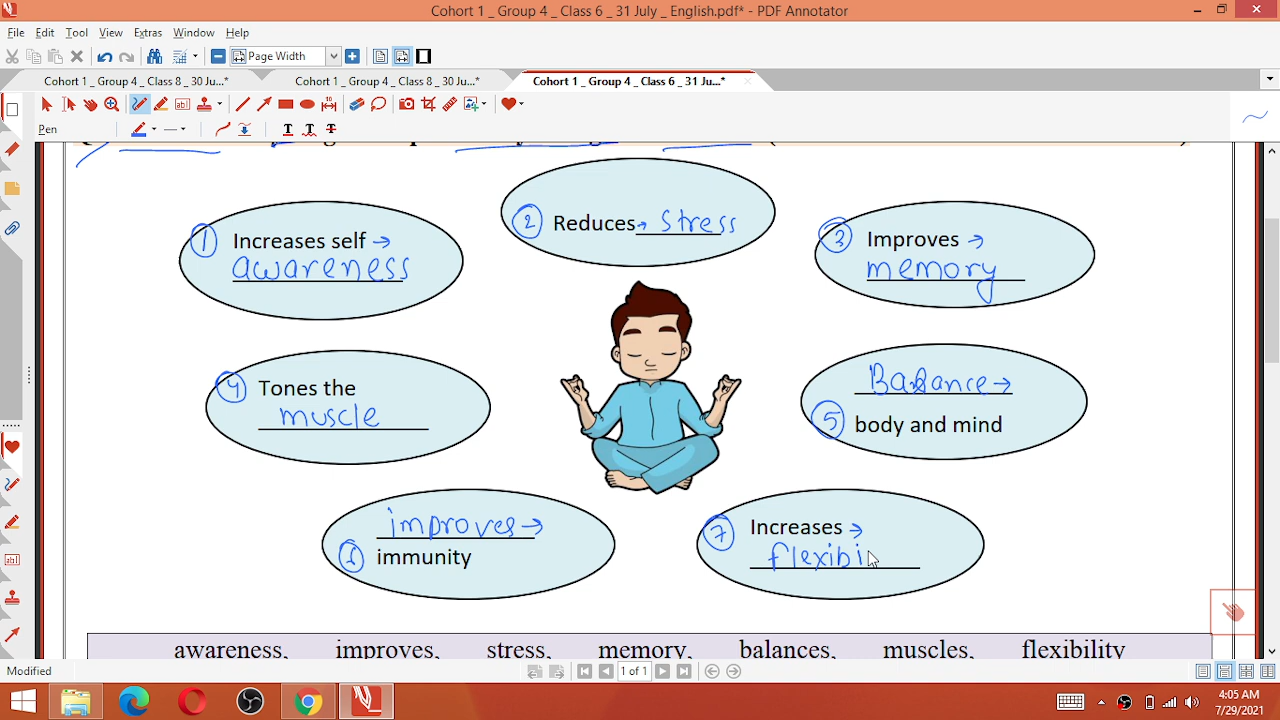 Cohort 1 _ Group 4 _ Class 6 _ 31 July _ English.pdf* - PDF Annotator
File Edit Tool View Extras Window Help
Page Width
Cohort 1 _ Group 4 _ Class 8 _ 30 Ju...* Cohort 1 _ Group 4 _ Class 8 _ 30 Ju...* Cohort 1 _ Group 4 _ Class 6 _ 31 Ju...*
Pen
② Reduces → stress
① Increases self →
awareness
③ Improves →
memory
④ Tones the
muscle
Balance →
⑤ body and mind
improves →
⑥ immunity
⑦ Increases →
flexibi
awareness, improves, stress, memory, balances, muscles, flexibility
Modified 1 of 1
4:05 AM
7/29/2021